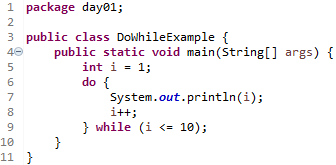 1 package day01;
2
3 public class DoWhileExample {
4     public static void main(String[] args) {
5         int i = 1;
6         do {
7             System.out.println(i);
8             i++;
9         } while (i <= 10);
10     }
11 }